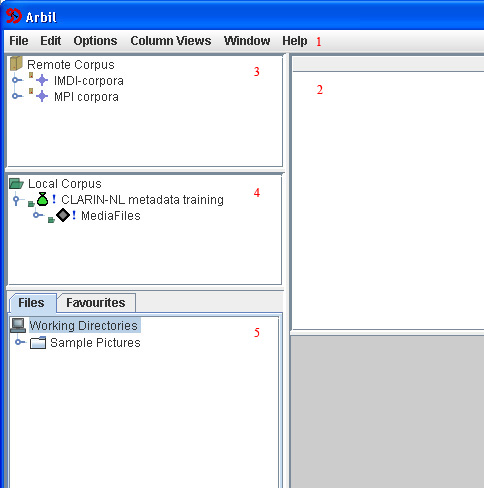 Arbil
File Edit Options Column Views Window Help 1
Remote Corpus 3
IMDI-corpora
MPI corpora
2
Local Corpus
CLARIN-NL metadata training 4
! MediaFiles
Files Favourites
Working Directories 5
Sample Pictures